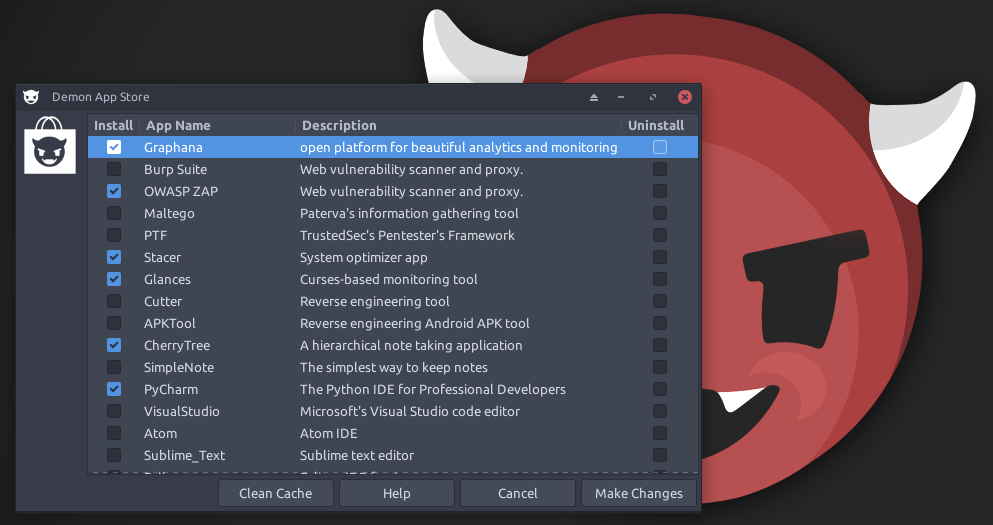 Demon App Store
Install App Name Description Uninstall
Graphana open platform for beautiful analytics and monitoring
Burp Suite Web vulnerability scanner and proxy.
OWASP ZAP Web vulnerability scanner and proxy.
Maltego Paterva's information gathering tool
PTF TrustedSec's Pentester's Framework
Stacer System optimizer app
Glances Curses-based monitoring tool
Cutter Reverse engineering tool
APKTool Reverse engineering Android APK tool
CherryTree A hierarchical note taking application
SimpleNote The simplest way to keep notes
PyCharm The Python IDE for Professional Developers
VisualStudio Microsoft's Visual Studio code editor
Atom Atom IDE
Sublime_Text Sublime text editor
Clean Cache Help Cancel Make Changes